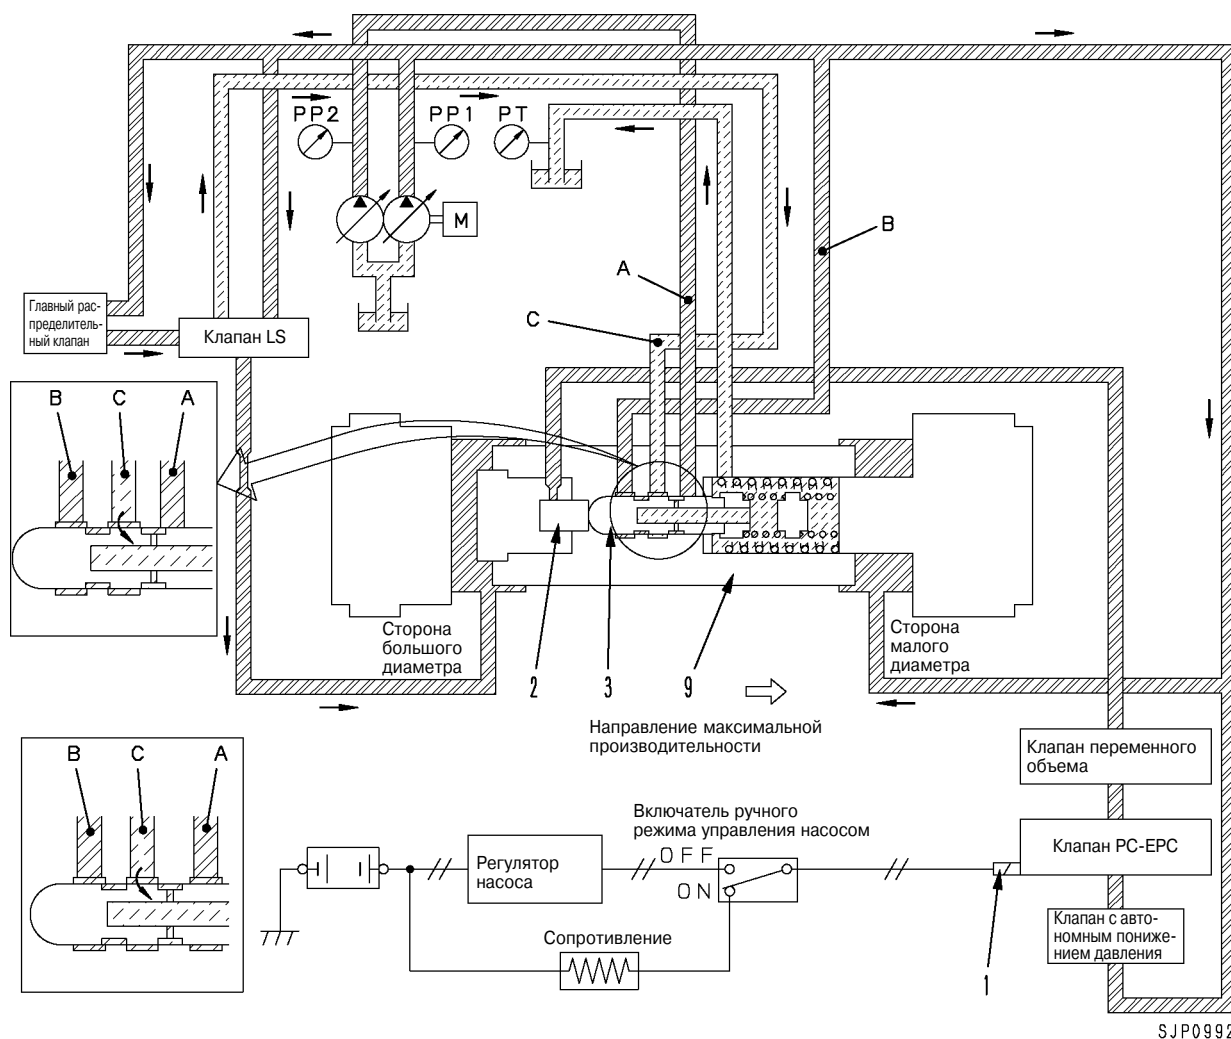 PP2
PP1
PT
M
B
A
C
Главный рас-
пределитель-
ный клапан
Клапан LS
B
C
A
Сторона
большого
диаметра
2
3
9
Сторона
малого
диаметра
Направление максимальной
производительности
Клапан переменного
объема
B
C
A
Включатель ручного
режима управления насосом
OFF
ON
Регулятор
насоса
Клапан PC-EPC
Сопротивление
Клапан с авто-
номным пониже-
нием давления
1
SJP0992